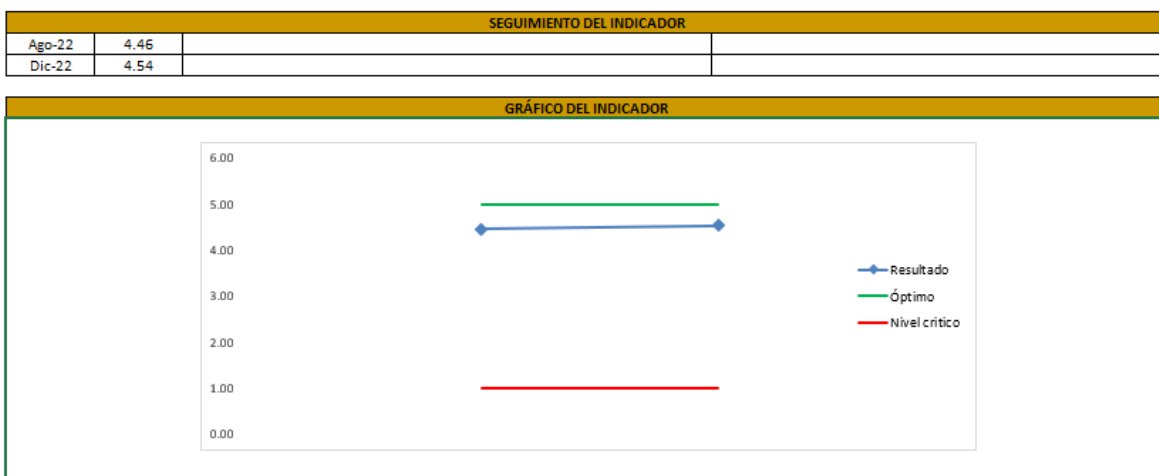 SEGUIMIENTO DEL INDICADOR
Ago-22 4.46
Dic-22 4.54
GRÁFICO DEL INDICADOR
6.00
5.00
4.00
3.00
2.00
1.00
0.00
Resultado
Óptimo
Nivel critico